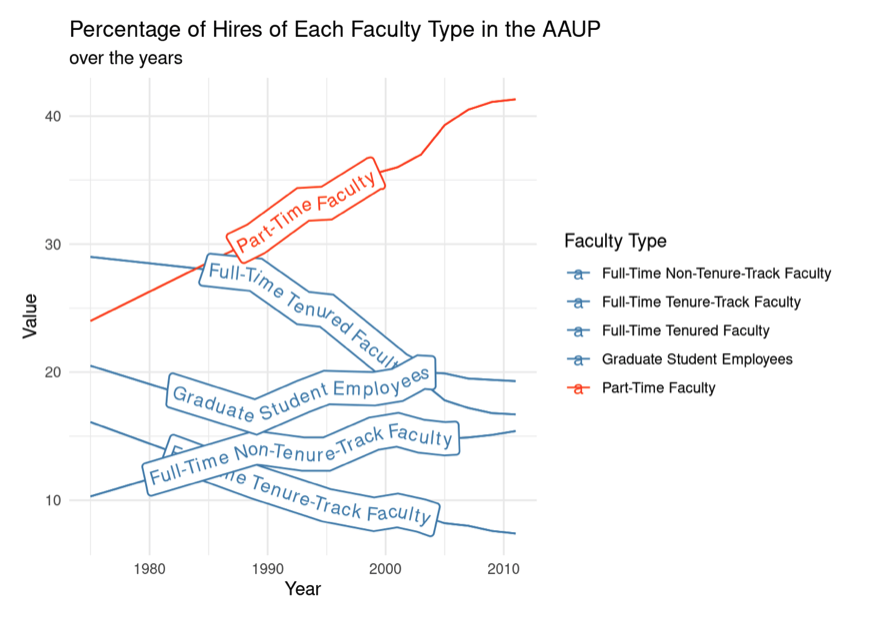 Percentage of Hires of Each Faculty Type in the AAUP
over the years
Value
40
30
20
10
Part-Time Faculty
Full-Time Tenured
Graduate Student Employees
Full-Time Non-Tenure-Track Faculty
Tenure-Track Faculty
1980
1990
2000
2010
Year
Faculty Type
a Full-Time Non-Tenure-Track Faculty
a Full-Time Tenure-Track Faculty
a Full-Time Tenured Faculty
a Graduate Student Employees
a Part-Time Faculty